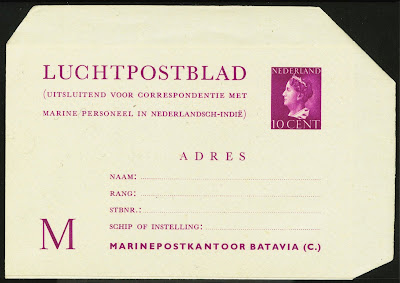 LUCHTPOSTBLAD
(UITSLUITEND VOOR CORRESPONDENTIE MET
MARINE PERSONEEL IN NEDERLANDSCH-INDIË)
NEDERLAND
10 CENT
ADRES
NAAM:
RANG:
STBNR.:
SCHIP OF INSTELLING:
M
MARINEPOSTKANTOOR BATAVIA (C.)